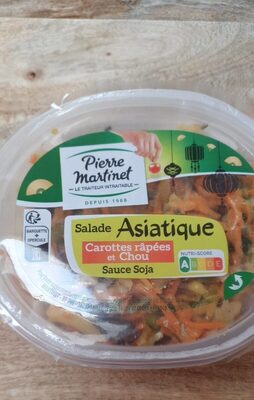 Pierre
Martinet
LE TRAITEUR INTRAITABLE
DEPUIS 1968
Salade Asiatique
Carottes râpées
et Chou
Sauce Soja
NUTRI-SCORE
A B C D E
BARQUETTE
+
OPERCULE